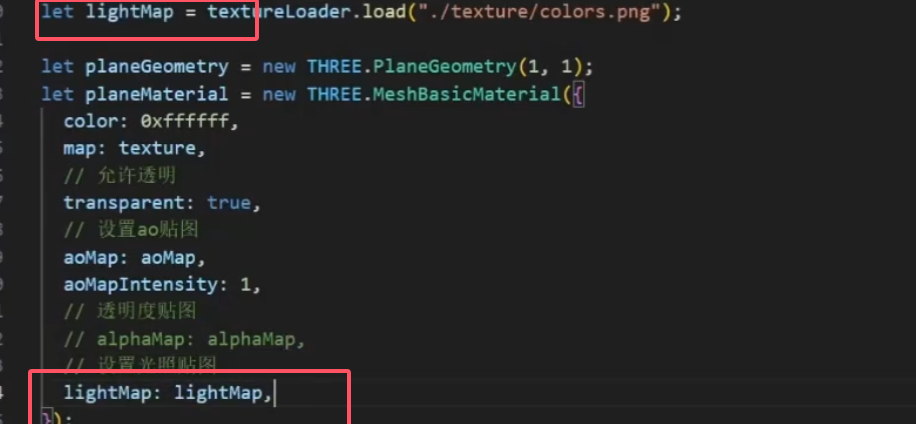 let lightMap = textureLoader.load("./texture/colors.png");
let planeGeometry = new THREE.PlaneGeometry(1, 1);
let planeMaterial = new THREE.MeshBasicMaterial({
color: 0xffffff,
map: texture,
// 允许透明
transparent: true,
// 设置ao贴图
aoMap: aoMap,
aoMapIntensity: 1,
// 透明度贴图
// alphaMap: alphaMap,
// 设置光照贴图
lightMap: lightMap,
});